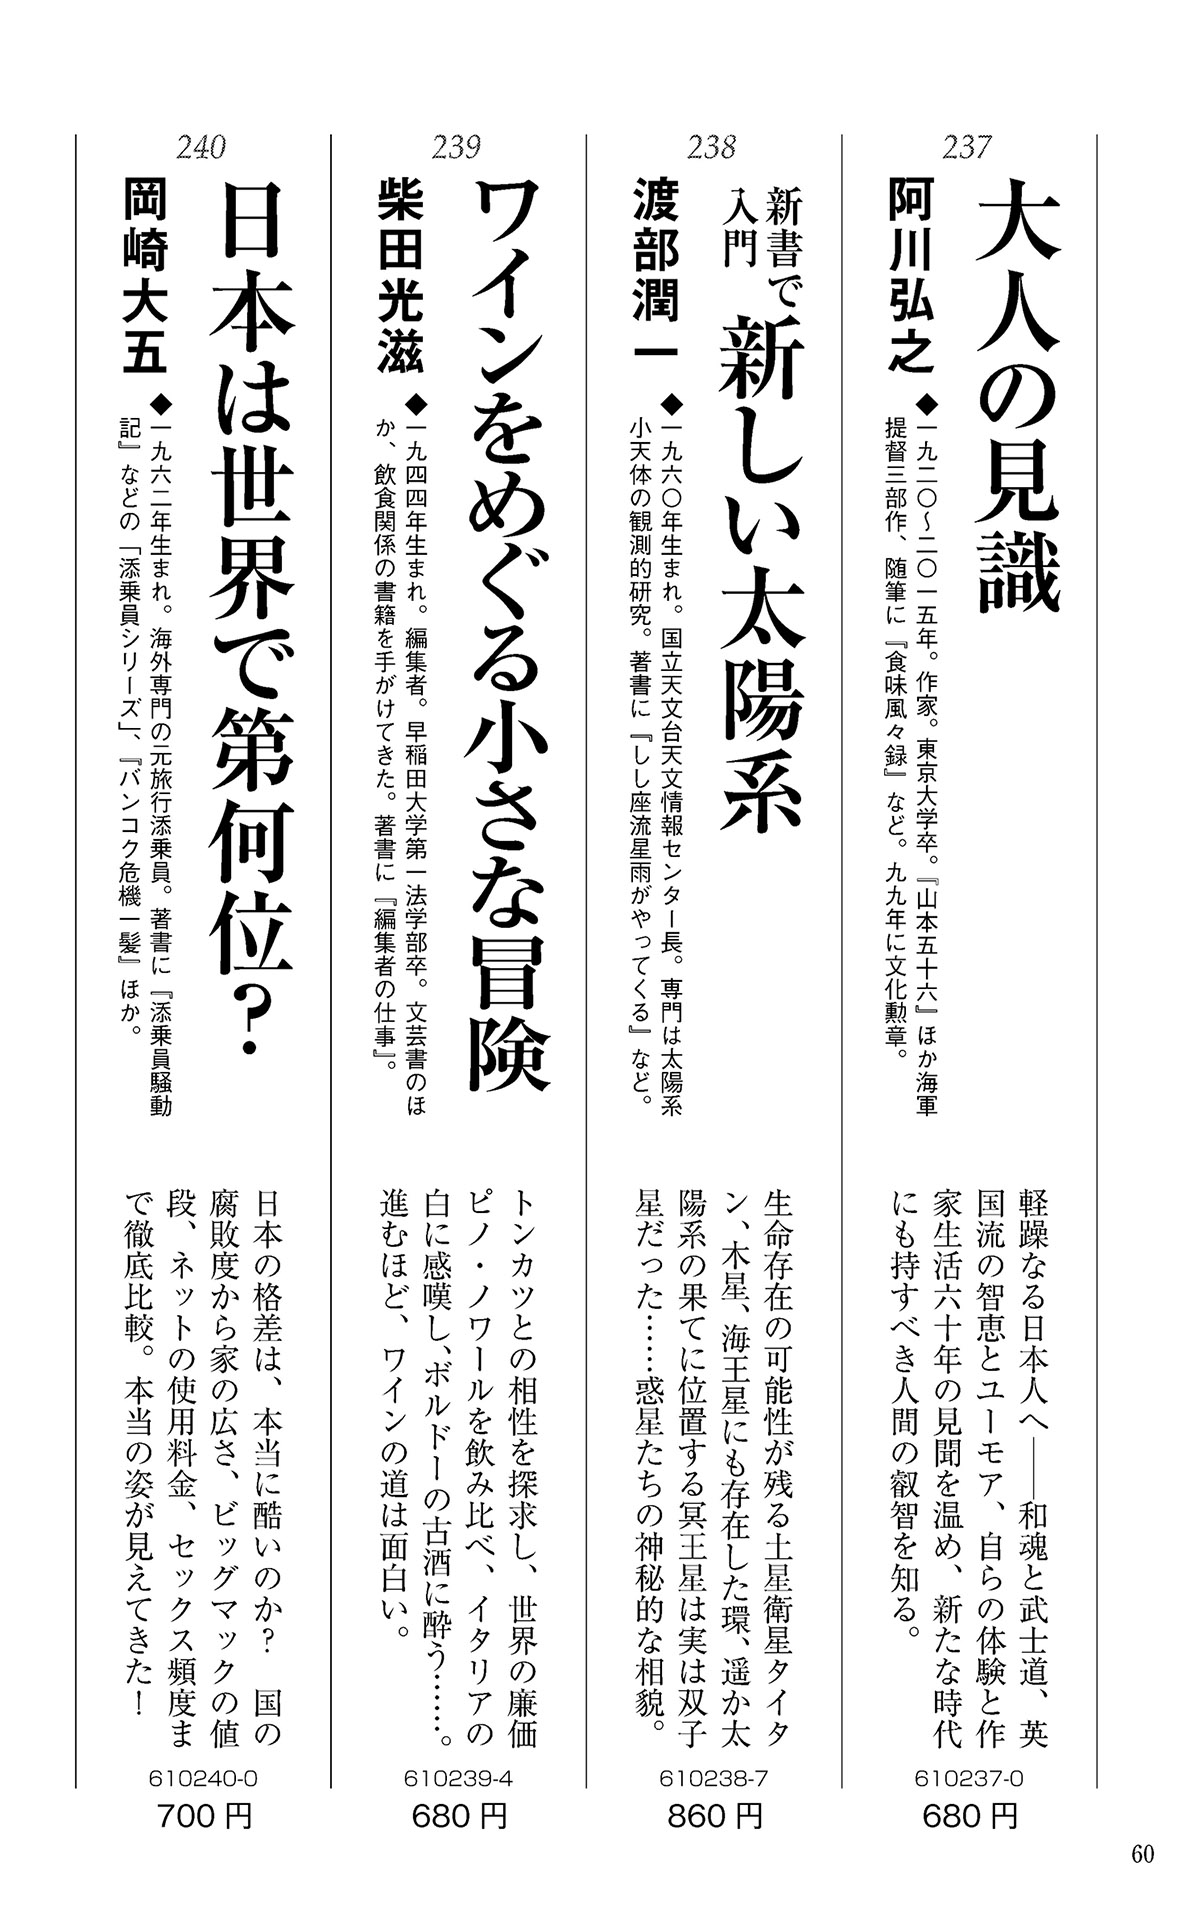 237
大人の見識
阿川弘之
◆一九二〇〜二〇一五年。作家。東京大学卒。『山本五十六』ほか海軍
提督三部作、随筆に『食味風々録』など。九九年に文化勲章。
軽躁なる日本人へ――和魂と武士道、英
国流の智恵とユーモア、自らの体験と作
家生活六十年の見聞を温め、新たな時代
にも持すべき人間の叡智を知る。
610237-0
680円
238
新書で
入門
新しい太陽系
渡部潤一
◆一九六〇年生まれ。国立天文台天文情報センター長。専門は太陽系
小天体の観測的研究。著書に『しし座流星雨がやってくる』など。
生命存在の可能性が残る土星衛星タイタ
ン、木星、海王星にも存在した環、遥か太
陽系の果てに位置する冥王星は実は双子
星だった……惑星たちの神秘的な相貌。
610238-7
860円
239
ワインをめぐる小さな冒険
柴田光滋
◆一九四四年生まれ。編集者。早稲田大学第一法学部卒。文芸書のほ
か、飲食関係の書籍を手がけてきた。著書に『編集者の仕事』。
トンカツとの相性を探求し、世界の廉価
ピノ・ノワールを飲み比べ、イタリアの
白に感嘆し、ボルドーの古酒に酔う……。
進むほど、ワインの道は面白い。
610239-4
680円
240
日本は世界で第何位?
岡崎大五
◆一九六二年生まれ。海外専門の元旅行添乗員。著書に『添乗員騒動
記』などの「添乗員シリーズ」、『バンコク危機一髪』ほか。
日本の格差は、本当に酷いのか?　国の
腐敗度から家の広さ、ビッグマックの値
段、ネットの使用料金、セックス頻度ま
で徹底比較。本当の姿が見えてきた!
610240-0
700円
60